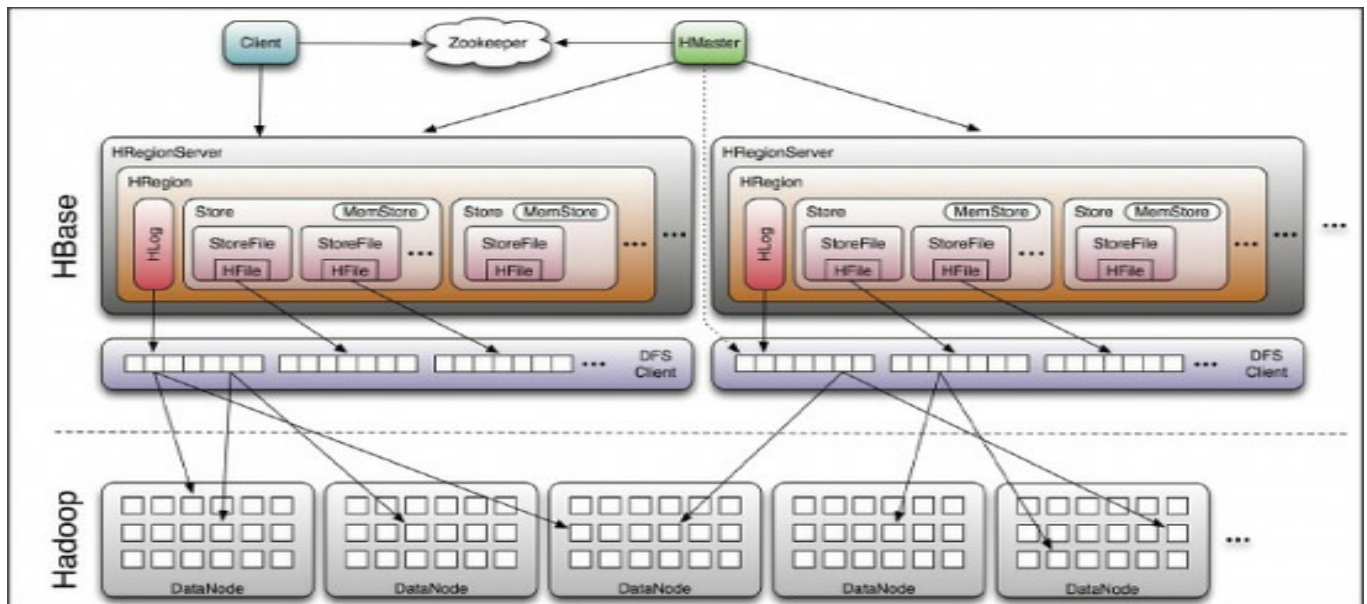 Client
Zookeeper
HMaster
HBase
HRegionServer
HRegion
HLog
Store
MemStore
StoreFile
HFile
StoreFile
HFile
...
Store
MemStore
StoreFile
HFile
...
...
HRegionServer
HRegion
HLog
Store
MemStore
StoreFile
HFile
StoreFile
HFile
...
Store
MemStore
StoreFile
HFile
...
...
...
...
DFS
Client
...
DFS
Client
Hadoop
DataNode
DataNode
DataNode
DataNode
DataNode
...